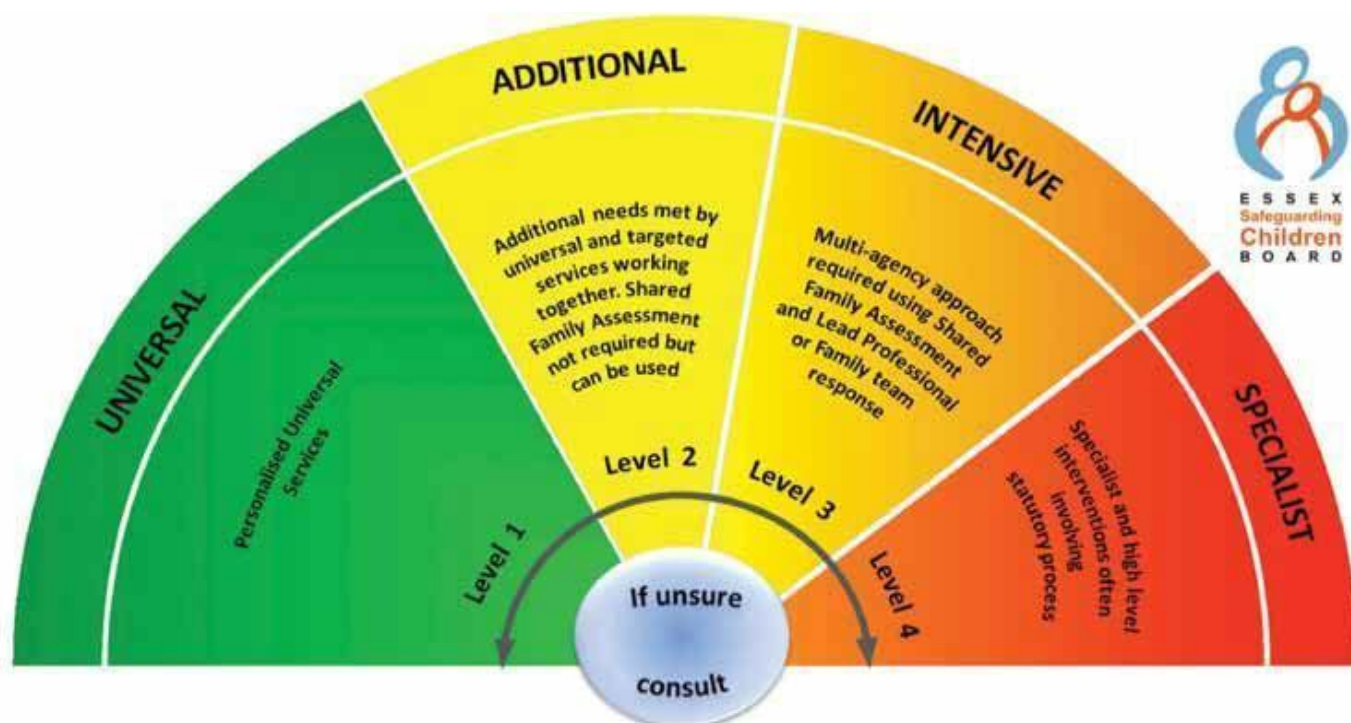 UNIVERSAL
Personalised Universal
Services
Level 1
ADDITIONAL
Additional needs met by
universal and targeted
services working
together. Shared
Family Assessment
not required but
can be used
Level 2
INTENSIVE
Multi-agency approach
required using Shared
Family Assessment
and Lead Professional
or Family team
response
Level 3
SPECIALIST
Specialist and high level
interventions often
involving
statutory process
Level 4
If unsure
consult
ESSEX
Safeguarding
Children
BOARD